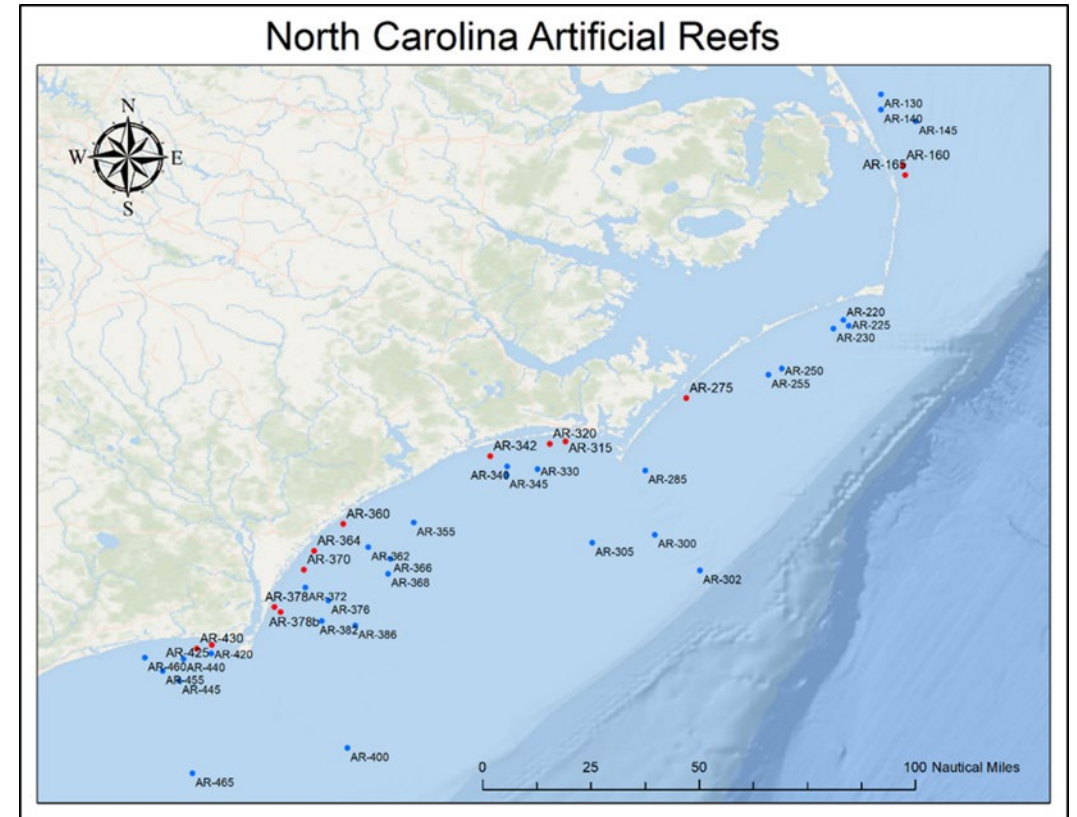 North Carolina Artificial Reefs
N
W
E
S
AR-130
AR-140
AR-145
AR-160
AR-165
AR-220
AR-225
AR-230
AR-250
AR-255
AR-275
AR-320
AR-315
AR-342
AR-340
AR-330
AR-345
AR-285
AR-360
AR-355
AR-300
AR-305
AR-364
AR-362
AR-370
AR-366
AR-302
AR-368
AR-378
AR-372
AR-376
AR-378b
AR-382
AR-386
AR-430
AR-425
AR-420
AR-460
AR-440
AR-455
AR-445
AR-400
AR-465
0 25 50 100 Nautical Miles